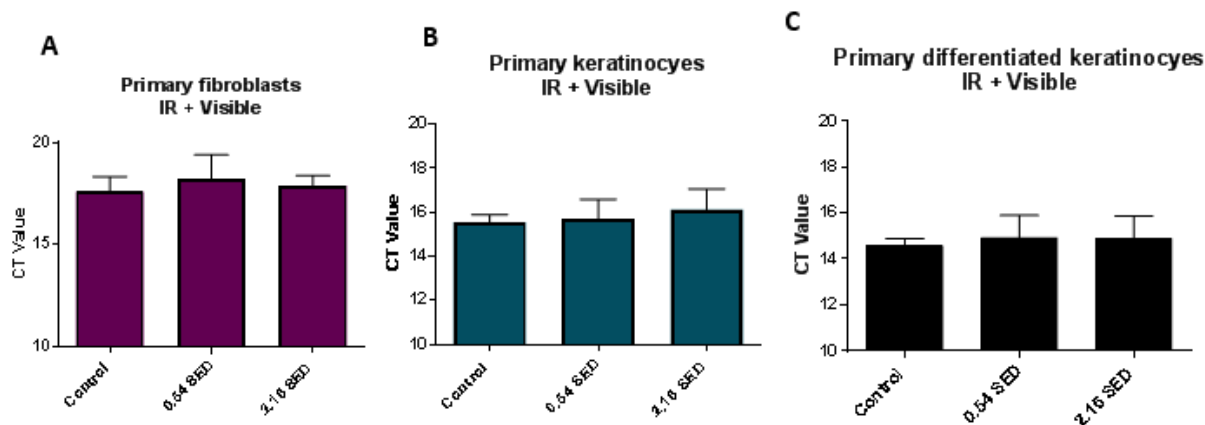 A
Primary fibroblasts
IR + Visible
CT Value
20
15
10
Control
0.54 SED
2.16 SED
B
Primary keratinocyes
IR + Visible
CT Value
20
18
16
14
12
10
Control
0.54 SED
2.16 SED
C
Primary differentiated keratinocyes
IR + Visible
CT Value
20
18
16
14
12
10
Control
0.54 SED
2.16 SED